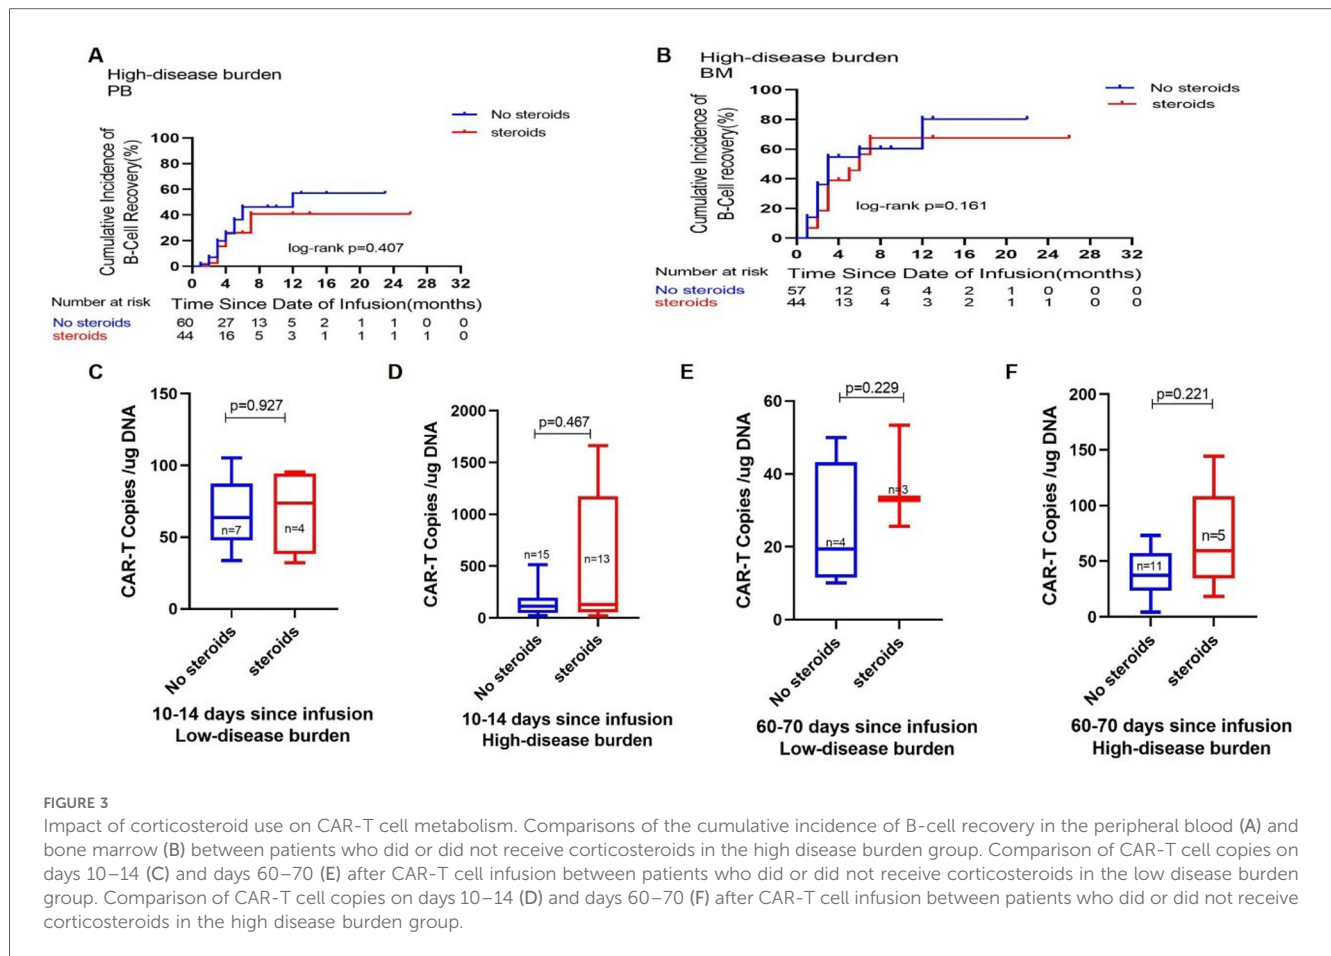 A
High-disease burden
PB
No steroids
steroids
Cumulative Incidence of
B-Cell Recovery(%)
100
80
60
40
20
0
log-rank p=0.407
0 4 8 12 16 20 24 28 32
Number at risk Time Since Date of Infusion(months)
No steroids 60 27 13 5 2 1 1 0 0
steroids 44 16 5 3 1 1 1 1 0
B
High-disease burden
BM
No steroids
steroids
Cumulative Incidence of
B-Cell recovery(%)
100
80
60
40
20
0
log-rank p=0.161
0 4 8 12 16 20 24 28 32
Number at risk Time Since Date of Infusion(months)
No steroids 57 12 6 4 2 1 0 0 0
steroids 44 13 4 3 2 1 1 0 0
C
CAR-T Copies /ug DNA
150
100
50
0
p=0.927
n=7
n=4
No steroids
steroids
10-14 days since infusion
Low-disease burden
D
CAR-T Copies /ug DNA
2000
1500
1000
500
0
p=0.467
n=15
n=13
No steroids
steroids
10-14 days since infusion
High-disease burden
E
CAR-T Copies /ug DNA
60
40
20
0
p=0.229
n=4
n=3
No steroids
steroids
60-70 days since infusion
Low-disease burden
F
CAR-T Copies /ug DNA
200
150
100
50
0
p=0.221
n=11
n=5
No steroids
steroids
60-70 days since infusion
High-disease burden
FIGURE 3
Impact of corticosteroid use on CAR-T cell metabolism. Comparisons of the cumulative incidence of B-cell recovery in the peripheral blood (A) and
bone marrow (B) between patients who did or did not receive corticosteroids in the high disease burden group. Comparison of CAR-T cell copies on
days 10–14 (C) and days 60–70 (E) after CAR-T cell infusion between patients who did or did not receive corticosteroids in the low disease burden
group. Comparison of CAR-T cell copies on days 10–14 (D) and days 60–70 (F) after CAR-T cell infusion between patients who did or did not receive
corticosteroids in the high disease burden group.